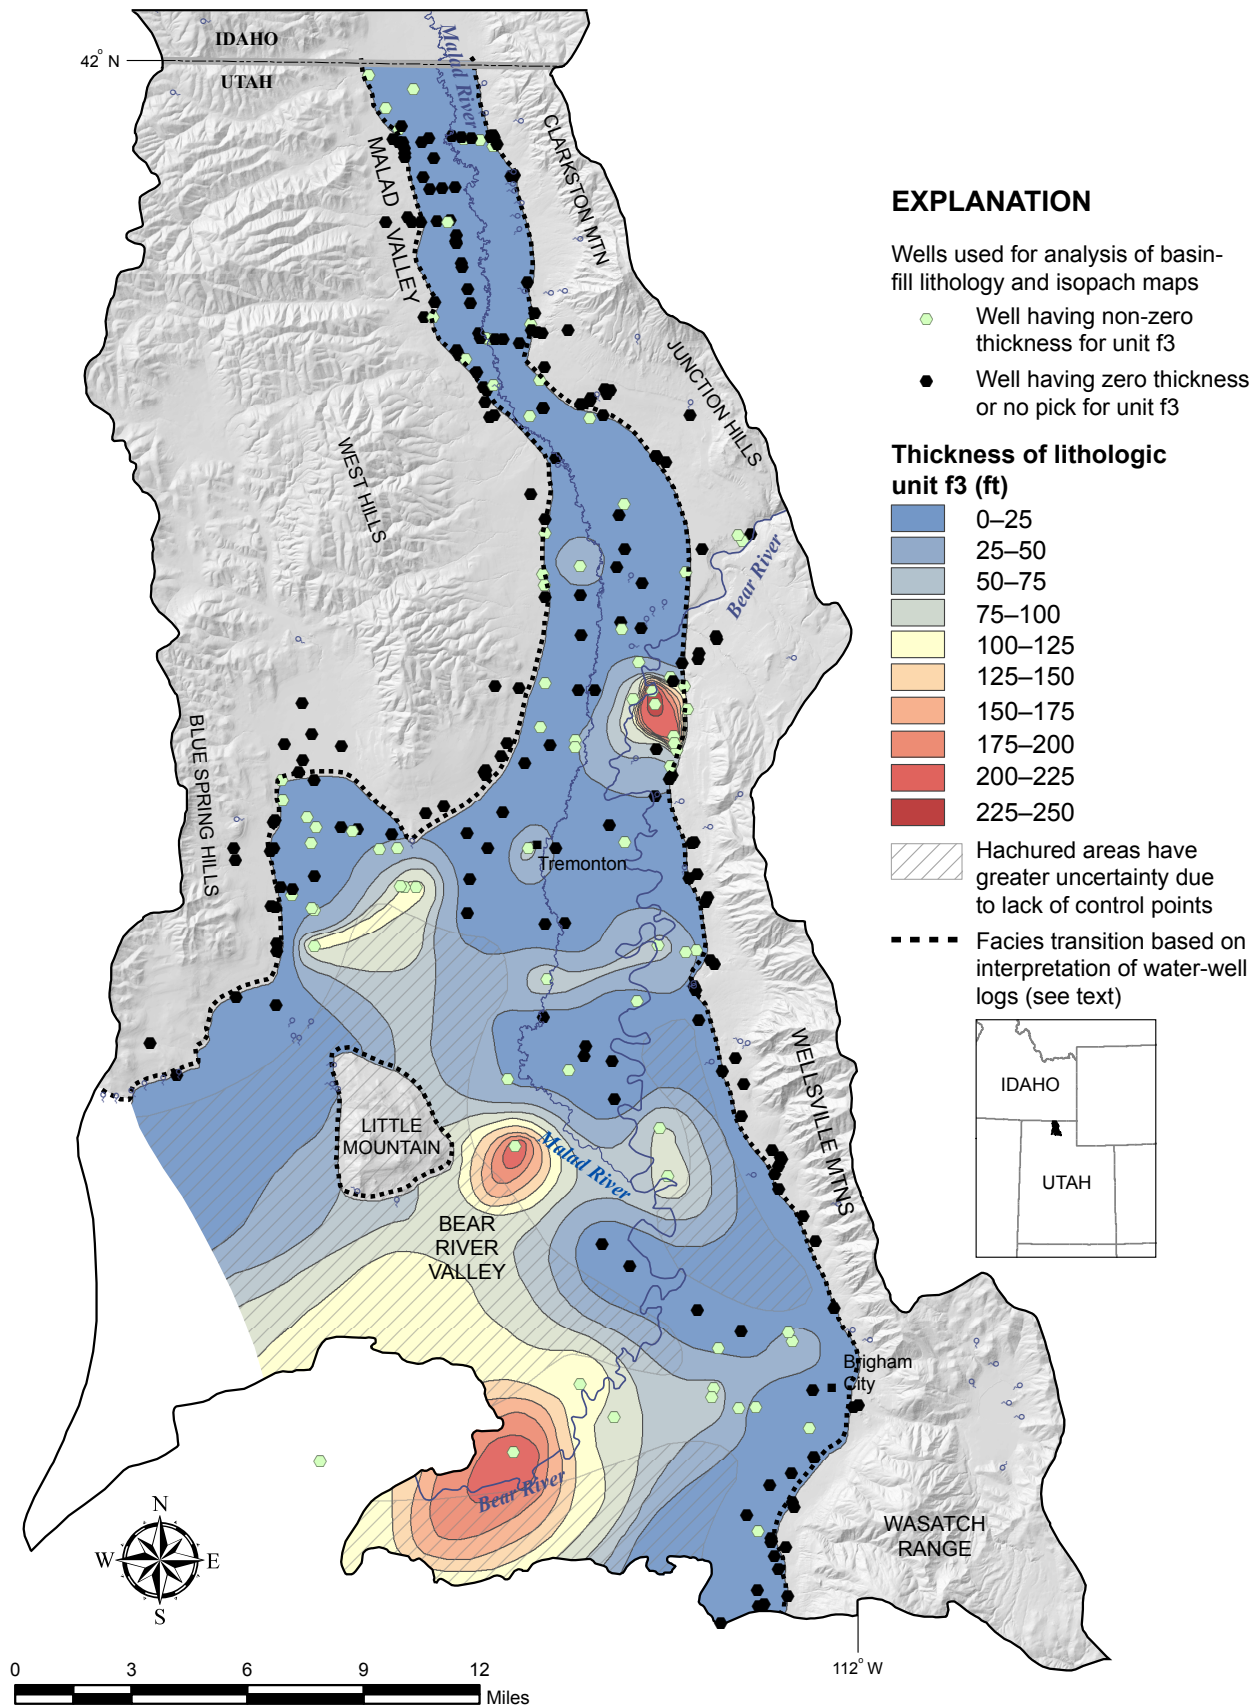 IDAHO
42° N
UTAH
Malad River
CLARKSTON MTN
MALAD VALLEY
JUNCTION HILLS
WEST HILLS
Bear River
BLUE SPRING HILLS
Tremonton
WELLSVILLE MTNS
LITTLE
MOUNTAIN
Malad River
BEAR
RIVER
VALLEY
Brigham
City
Bear River
WASATCH
RANGE
N
W
E
S
112° W
0
3
6
9
12
Miles
EXPLANATION
Wells used for analysis of basin-
fill lithology and isopach maps
Well having non-zero
thickness for unit f3
Well having zero thickness
or no pick for unit f3
Thickness of lithologic
unit f3 (ft)
0–25
25–50
50–75
75–100
100–125
125–150
150–175
175–200
200–225
225–250
Hachured areas have
greater uncertainty due
to lack of control points
Facies transition based on
interpretation of water-well
logs (see text)
IDAHO
UTAH